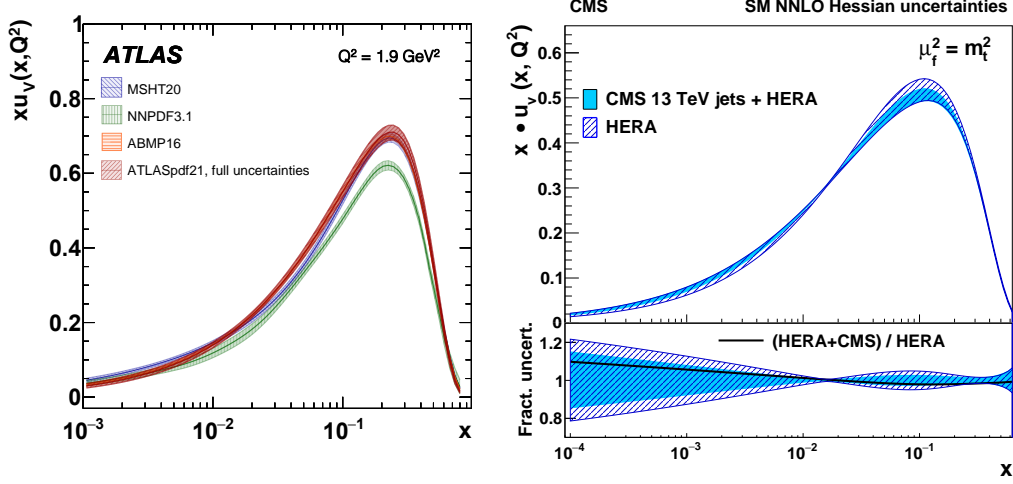 ATLAS
Q² = 1.9 GeV²
MSHT20
NNPDF3.1
ABMP16
ATLASpdf21, full uncertainties
xuᵥ(x,Q²)
1
0.8
0.6
0.4
0.2
0
10⁻³
10⁻²
10⁻¹
x
CMS
SM NNLO Hessian uncertainties
μ_f² = m_t²
CMS 13 TeV jets + HERA
HERA
x • uᵥ (x, Q²)
0.6
0.5
0.4
0.3
0.2
0.1
0
(HERA+CMS) / HERA
Fract. uncert.
1.2
1
0.8
10⁻⁴
10⁻³
10⁻²
10⁻¹
x